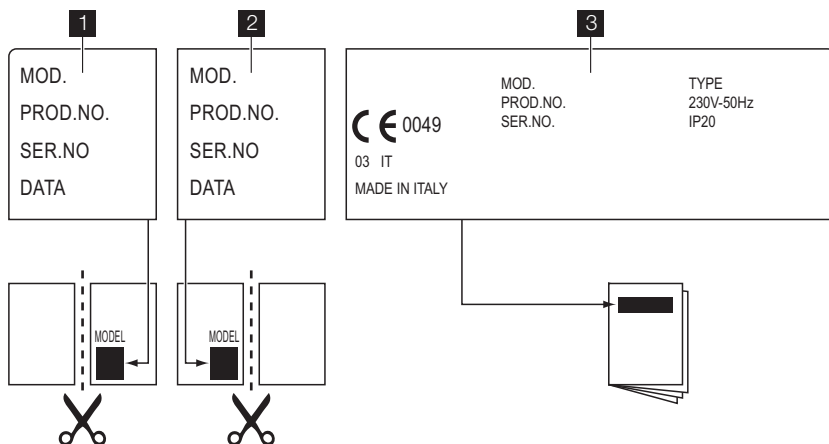 1
MOD.
PROD.NO.
SER.NO
DATA
MODEL
2
MOD.
PROD.NO.
SER.NO
DATA
MODEL
3
CE 0049
03 IT
MADE IN ITALY
MOD.
PROD.NO.
SER.NO.
TYPE
230V-50Hz
IP20